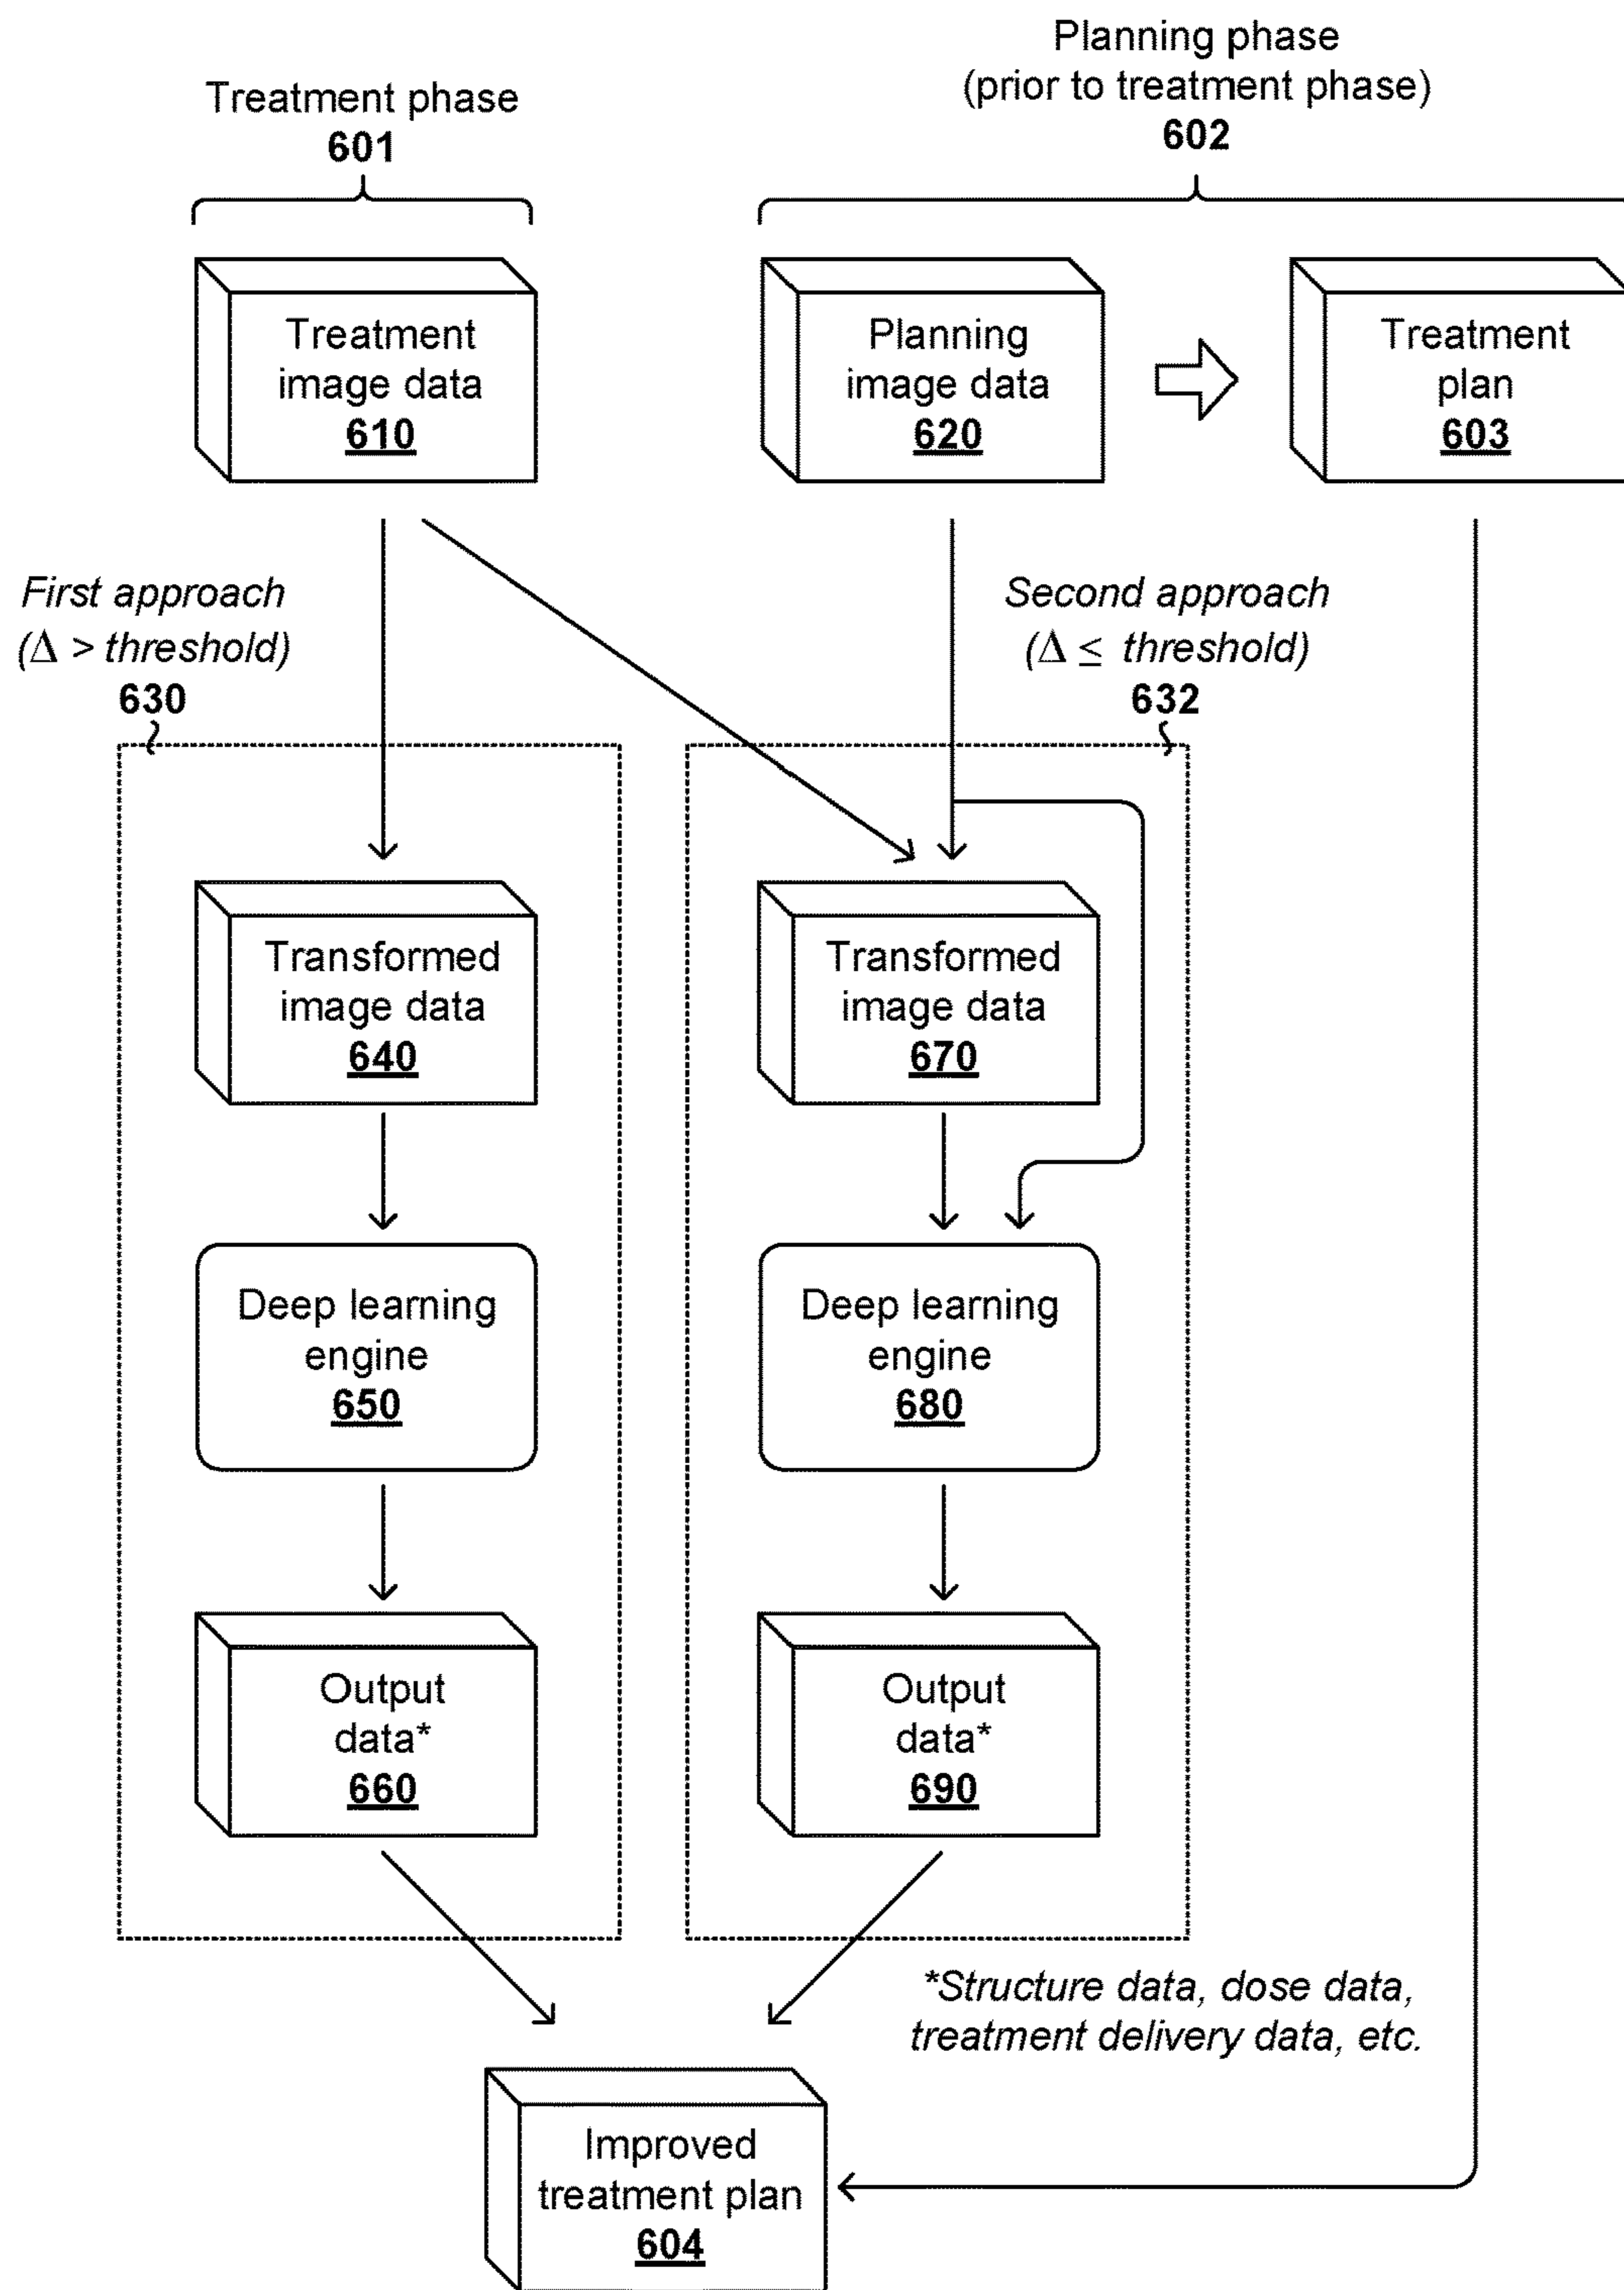 Treatment phase
601
Planning phase
(prior to treatment phase)
602
Treatment
image data
610
Planning
image data
620
Treatment
plan
603
First approach
(Δ > threshold)
630
Second approach
(Δ ≤ threshold)
632
Transformed
image data
640
Transformed
image data
670
Deep learning
engine
650
Deep learning
engine
680
Output
data*
660
Output
data*
690
*Structure data, dose data,
treatment delivery data, etc.
Improved
treatment plan
604